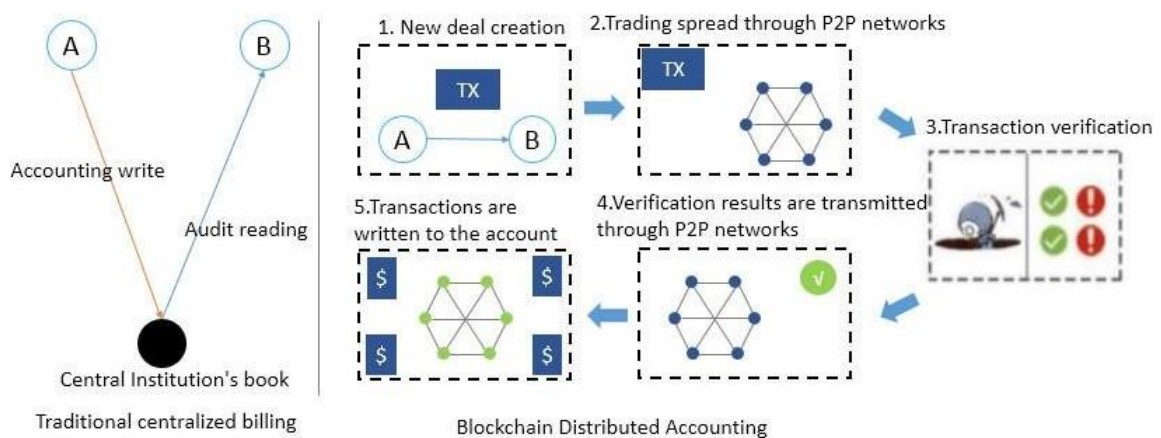 A
B
Accounting write
Audit reading
Central Institution's book
Traditional centralized billing
1. New deal creation
TX
A
B
2.Trading spread through P2P networks
TX
3.Transaction verification
4.Verification results are transmitted
through P2P networks
√
5.Transactions are
written to the account
$
$
$
$
Blockchain Distributed Accounting